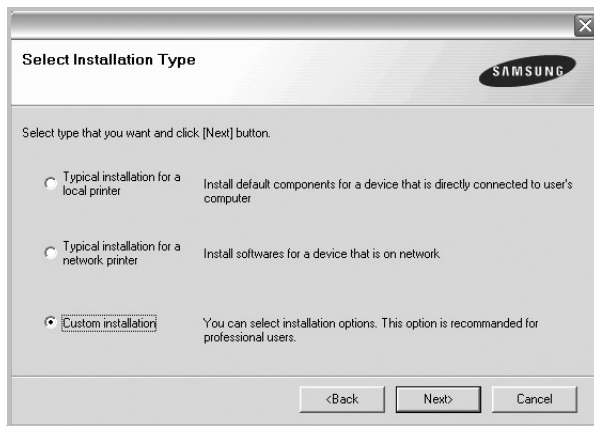 Select Installation Type
SAMSUNG
Select type that you want and click [Next] button.
Typical installation for a
local printer
Install default components for a device that is directly connected to user's
computer
Typical installation for a
network printer
Install softwares for a device that is on network
Custom installation
You can select installation options. This option is recommanded for
professional users.
<Back
Next>
Cancel